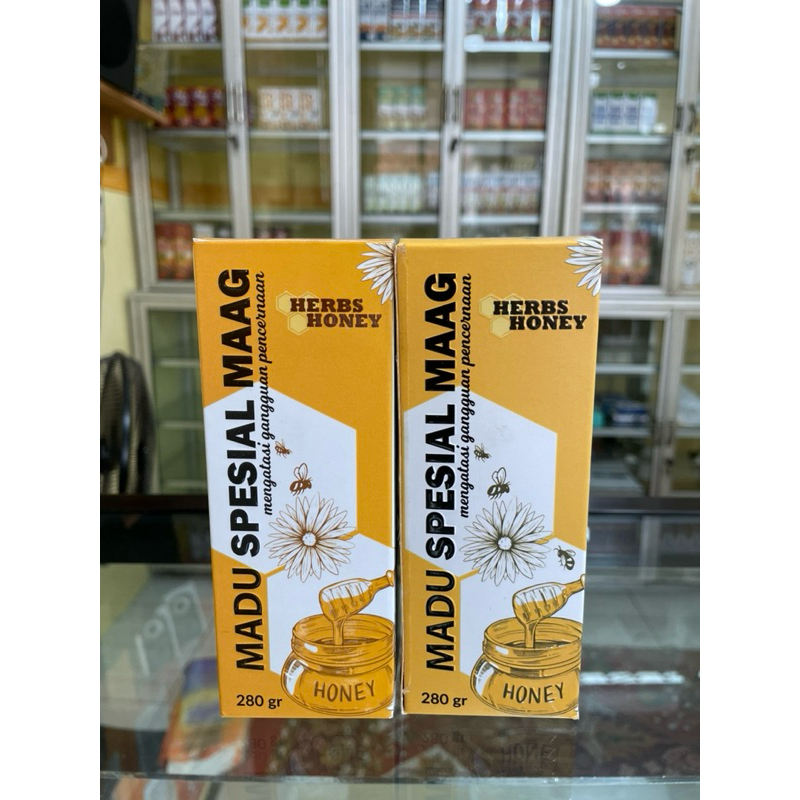 MADU SPESIAL MAAG
mengatasi gangguan pencernaan
HERBS
HONEY
HONEY
280 gr
MADU SPESIAL MAAG
mengatasi gangguan pencernaan
HERBS
HONEY
HONEY
280 gr